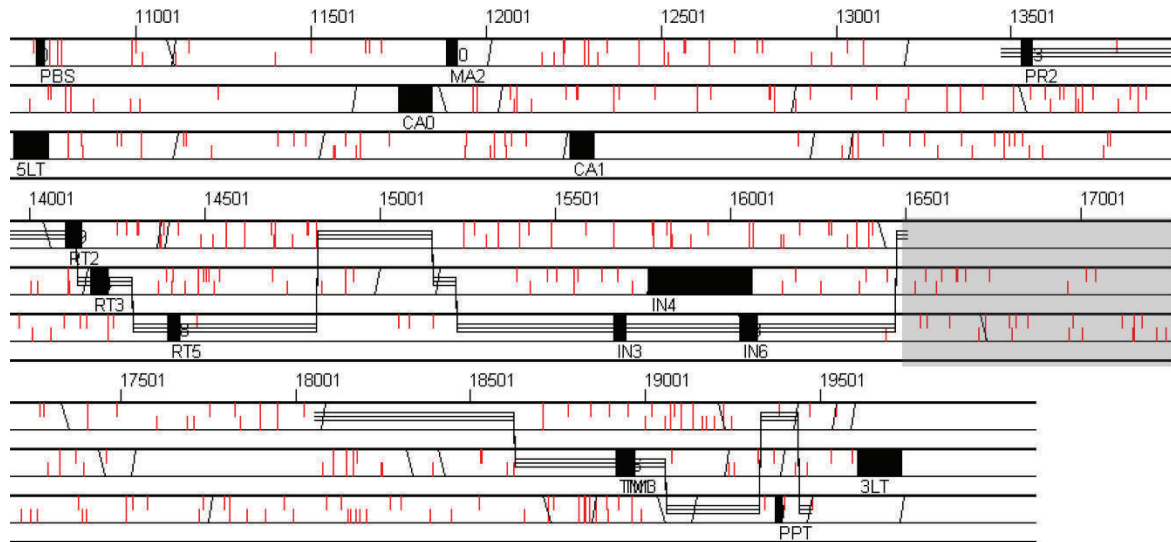 11001 11501 12001 12501 13001 13501
PBS MA2 PR2
CA0
5LT CA1
14001 14501 15001 15501 16001 16501 17001
RT2
RT3 IN4
RT5 IN3 IN6
17501 18001 18501 19001 19501
3LT
PPT